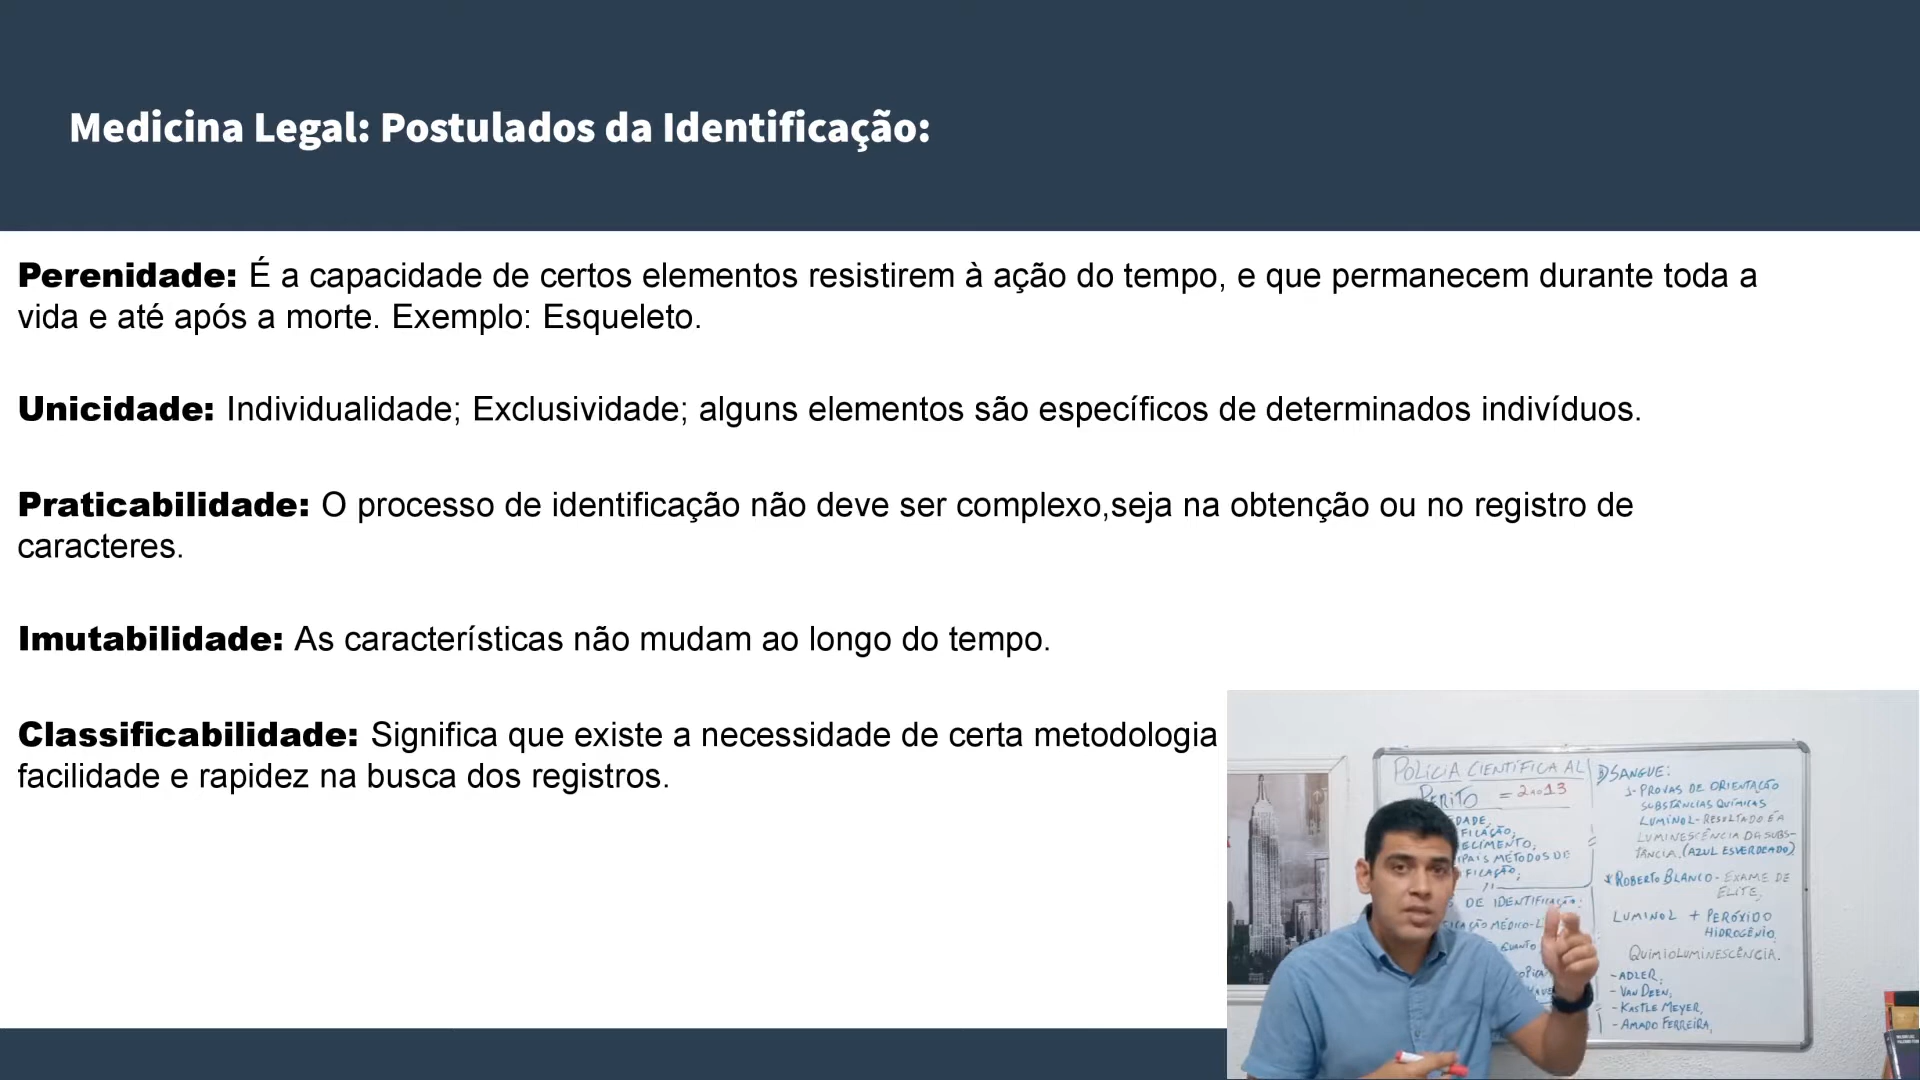 Medicina Legal: Postulados da Identificação:
Perenidade: É a capacidade de certos elementos resistirem à ação do tempo, e que permanecem durante toda a
vida e até após a morte. Exemplo: Esqueleto.
Unicidade: Individualidade; Exclusividade; alguns elementos são específicos de determinados indivíduos.
Praticabilidade: O processo de identificação não deve ser complexo,seja na obtenção ou no registro de
caracteres.
Imutabilidade: As características não mudam ao longo do tempo.
Classificabilidade: Significa que existe a necessidade de certa metodologia
facilidade e rapidez na busca dos registros.
POLÍCIA CIENTÍFICA AL
PERITO = 2013
DE IDENTIFICAÇÃO:
SANGUE:
1- PROVAS DE ORIENTAÇÃO
SUBSTÂNCIAS QUÍMICAS
LUMINOL - RESULTADO É A
LUMINESCÊNCIA DA SUBS-
TÂNCIA. (AZUL ESVERDEADO)
* ROBERTO BLANCO - EXAME DE
ELITE,
LUMINOL + PERÓXIDO
HIDROGÊNIO,
QUIMIOLUMINESCÊNCIA.
- ADLER,
- VAN DEEN,
- KASTLE MEYER,
- AMADO FERREIRA,